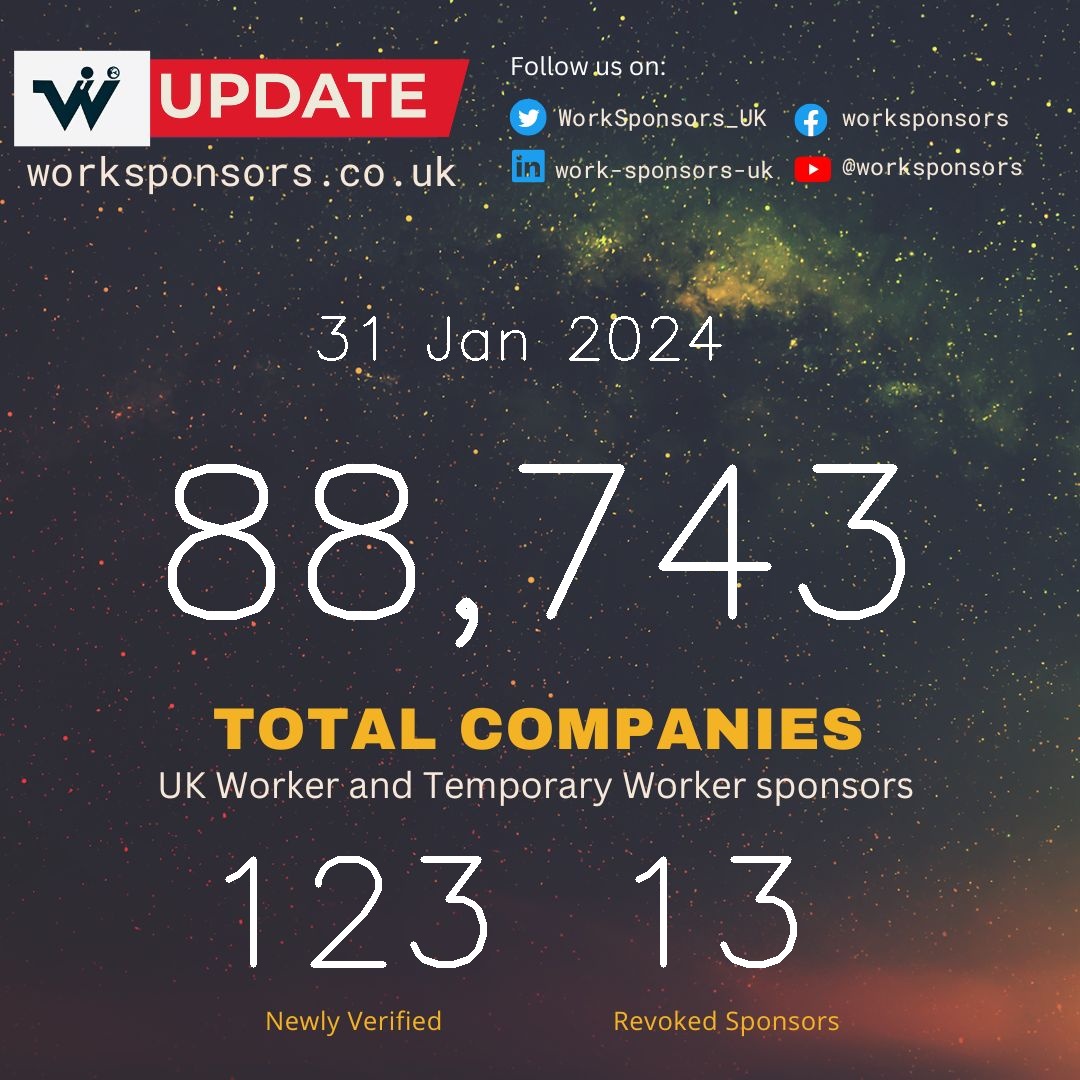 UPDATE
worksponsors.co.uk
Follow us on:
WorkSponsors_UK
worksponsors
work-sponsors-uk
@worksponsors
31 Jan 2024
88,743
TOTAL COMPANIES
UK Worker and Temporary Worker sponsors
123
13
Newly Verified
Revoked Sponsors